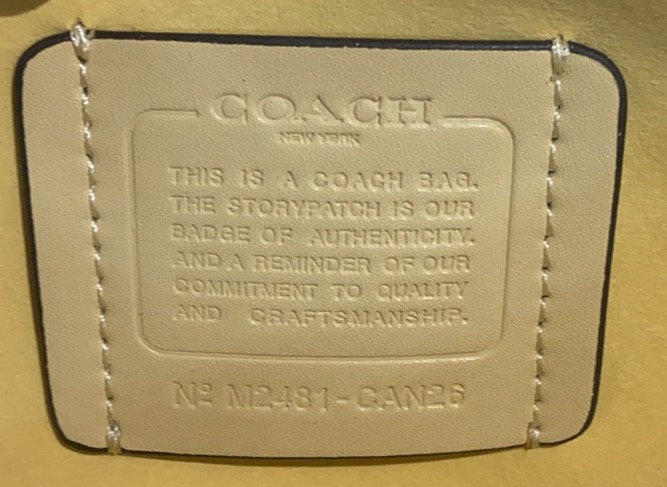 COACH
NEW YORK
THIS IS A COACH BAG.
THE STORYPATCH IS OUR
BADGE OF AUTHENTICITY.
AND A REMINDER OF OUR
COMMITMENT TO QUALITY
AND CRAFTSMANSHIP.
Nº M2481-CAN26